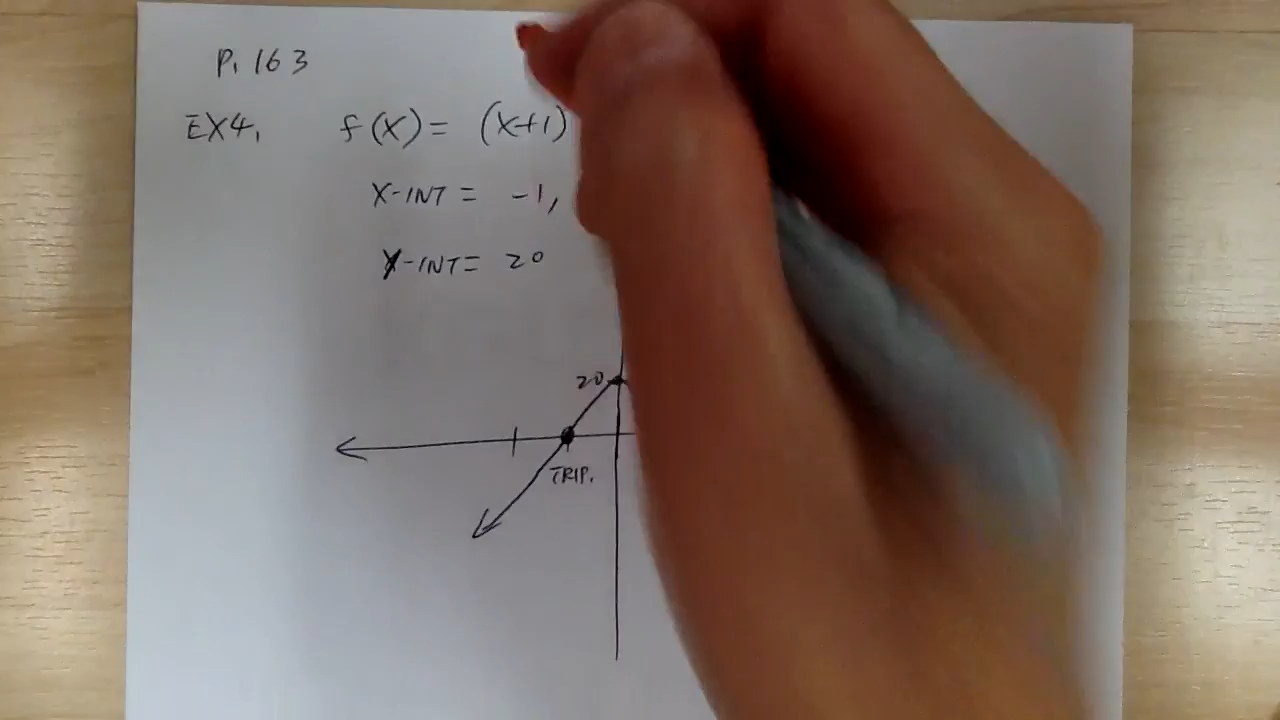 P. 163
EX4. f(x) = (x+1)
X-INT = -1,
Y-INT = 20
20
TRIP.